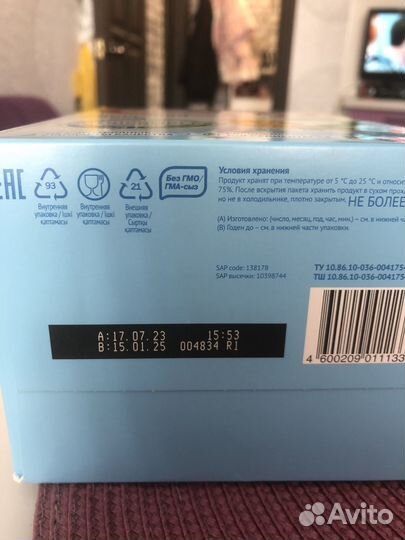 EAC
93
21
Без ГМО/
ГМА-сыз
Внутренняя
упаковка / Ішкі
қаптамасы
Внутренняя
упаковка / Ішкі
қаптамасы
Внешняя
упаковка /
Сыртқы
қаптамасы
Условия хранения
Продукт хранят при температуре от 5 °С до 25 °С и относит
75%. После вскрытия пакета хранить продукт в сухом прохл
но не в холодильнике, плотно закрытым. НЕ БОЛЕЕ
(А) Изготовлено: (число, месяц, год, час, мин.) – см. в нижней
(В) Годен до – см. в нижней части упаковки.
SAP code: 138178
SAP высечки: 10398744
ТУ 10.86.10-036-004175
ТШ 10.86.10-036-004175
A:17.07.23 15:53
B:15.01.25 004834 R1
4 600209 011133
Avito